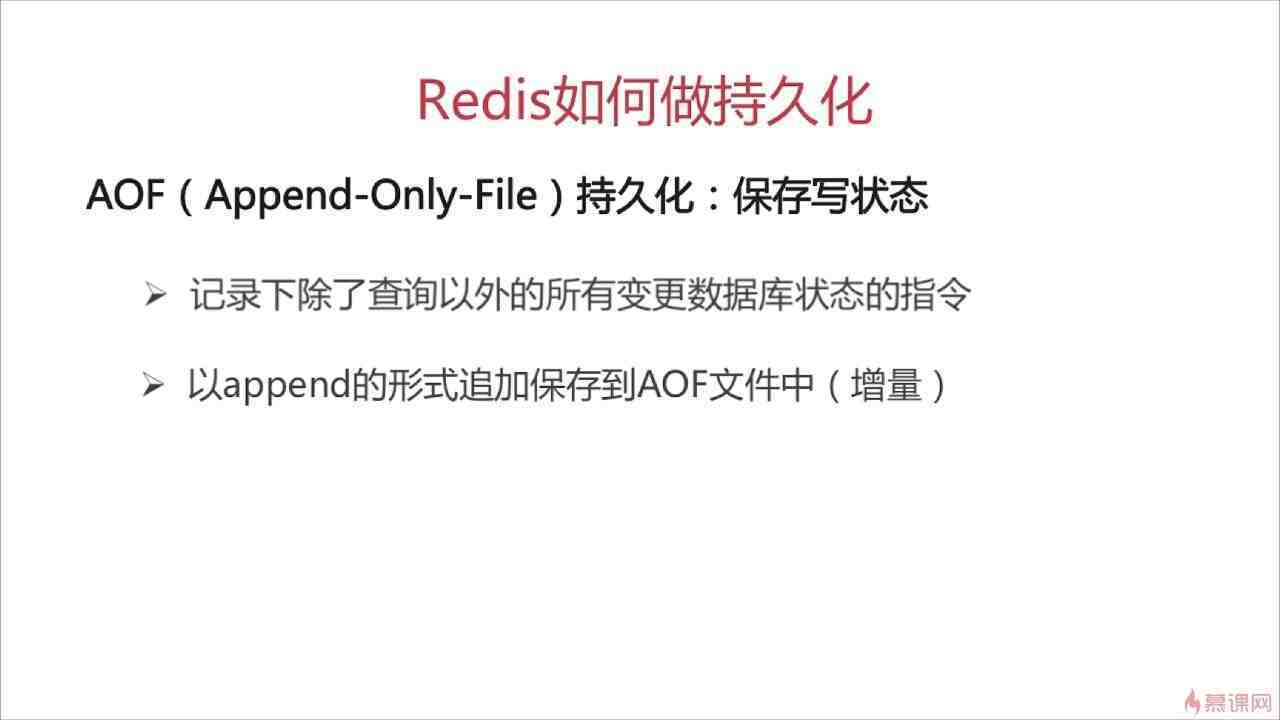 Redis如何做持久化
AOF（Append-Only-File）持久化：保存写状态
➢ 记录下除了查询以外的所有变更数据库状态的指令
➢ 以append的形式追加保存到AOF文件中（增量）
慕课网